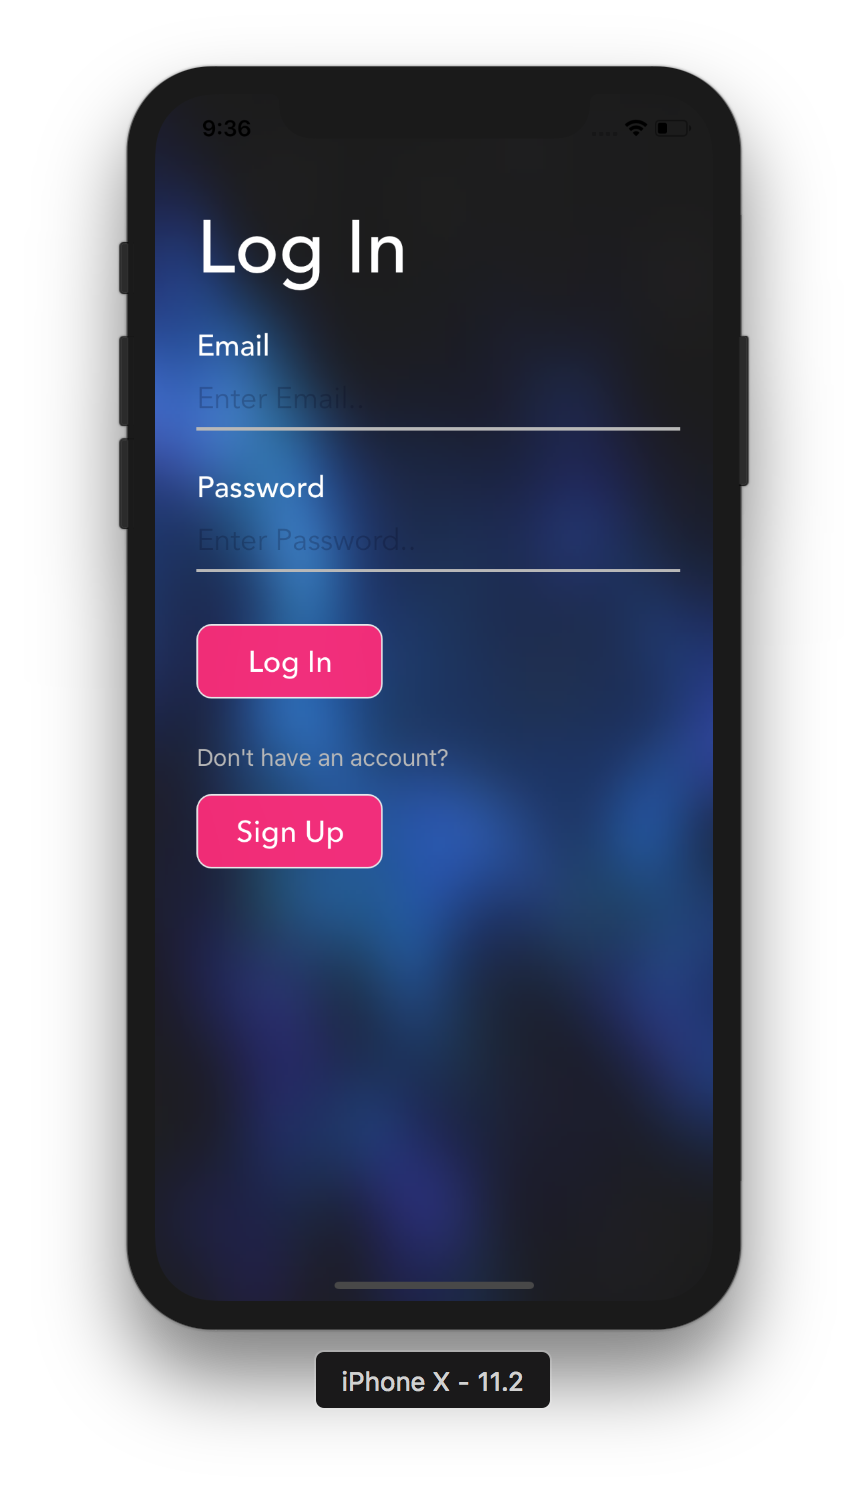 9:36
Log In
Email
Enter Email..
Password
Enter Password..
Log In
Don't have an account?
Sign Up
iPhone X - 11.2